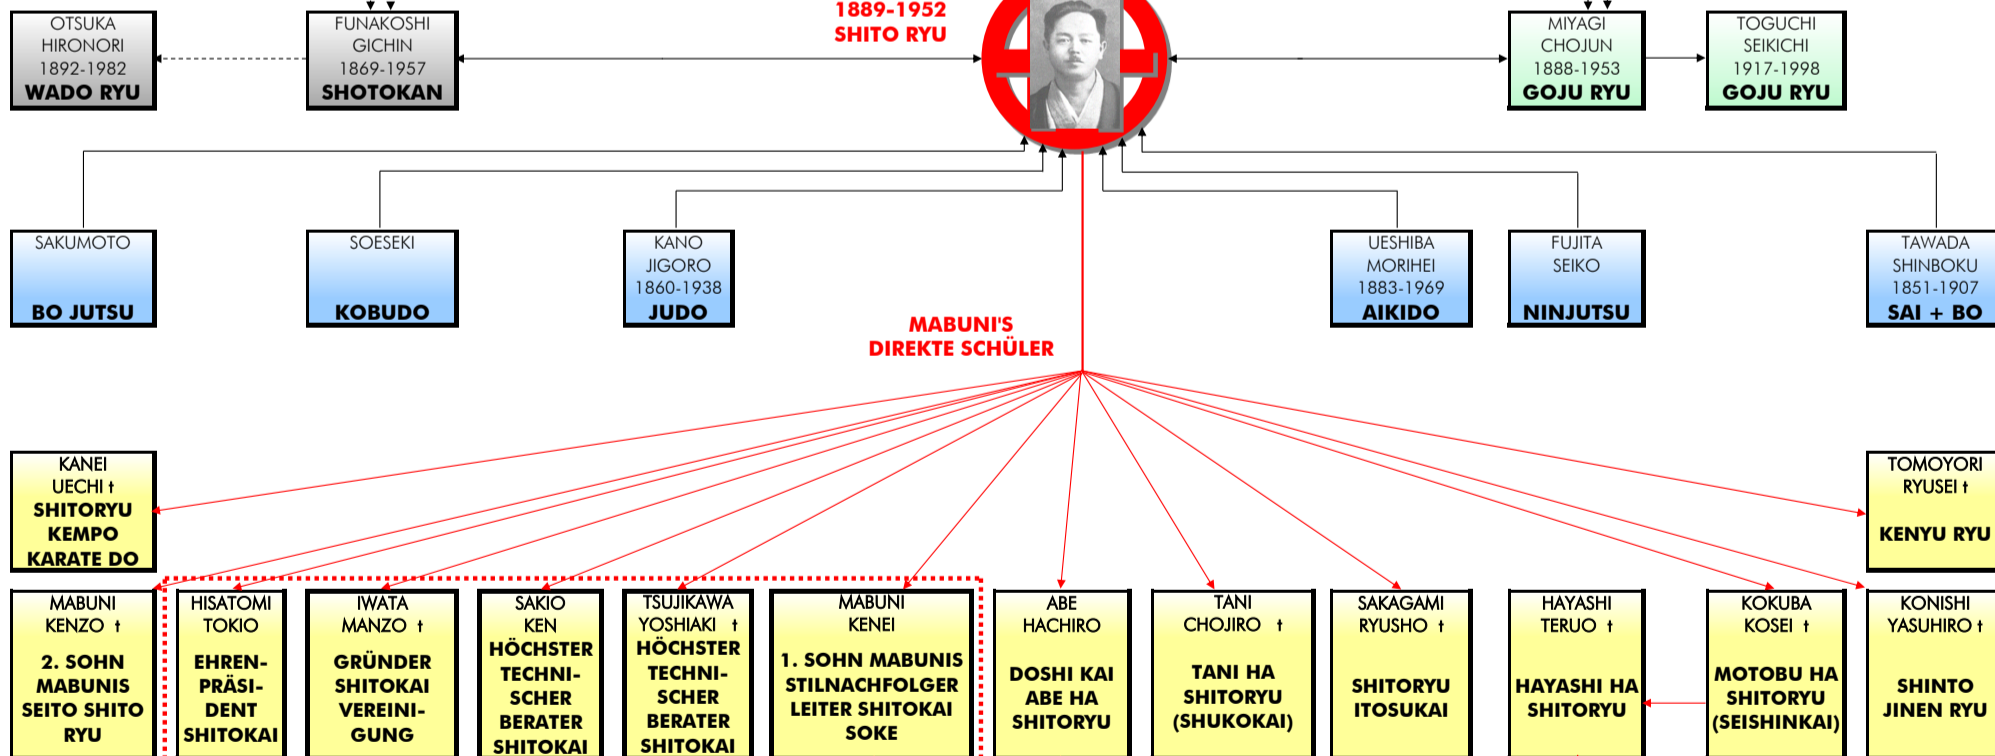 1889-1952
SHITO RYU
OTSUKA
HIRONORI
1892-1982
WADO RYU
FUNAKOSHI
GICHIN
1869-1957
SHOTOKAN
MIYAGI
CHOJUN
1888-1953
GOJU RYU
TOGUCHI
SEIKICHI
1917-1998
GOJU RYU
SAKUMOTO
BO JUTSU
SOESEKI
KOBUDO
KANO
JIGORO
1860-1938
JUDO
UESHIBA
MORIHEI
1883-1969
AIKIDO
FUJITA
SEIKO
NINJUTSU
TAWADA
SHINBOKU
1851-1907
SAI + BO
MABUNI'S
DIREKTE SCHÜLER
KANEI
UECHI †
SHITORYU
KEMPO
KARATE DO
TOMOYORI
RYUSEI †
KENYU RYU
MABUNI
KENZO †
2. SOHN
MABUNIS
SEITO SHITO
RYU
HISATOMI
TOKIO
EHREN-
PRÄSI-
DENT
SHITOKAI
IWATA
MANZO †
GRÜNDER
SHITOKAI
VEREINI-
GUNG
SAKIO
KEN
HÖCHSTER
TECHNI-
SCHER
BERATER
SHITOKAI
TSUJIKAWA
YOSHIAKI †
HÖCHSTER
TECHNI-
SCHER
BERATER
SHITOKAI
MABUNI
KENEI
1. SOHN MABUNIS
STILNACHFOLGER
LEITER SHITOKAI
SOKE
ABE
HACHIRO
DOSHI KAI
ABE HA
SHITORYU
TANI
CHOJIRO †
TANI HA
SHITORYU
(SHUKOKAI)
SAKAGAMI
RYUSHO †
SHITORYU
ITOSUKAI
HAYASHI
TERUO †
HAYASHI HA
SHITORYU
KOKUBA
KOSEI †
MOTOBU HA
SHITORYU
(SEISHINKAI)
KONISHI
YASUHIRO †
SHINTO
JINEN RYU